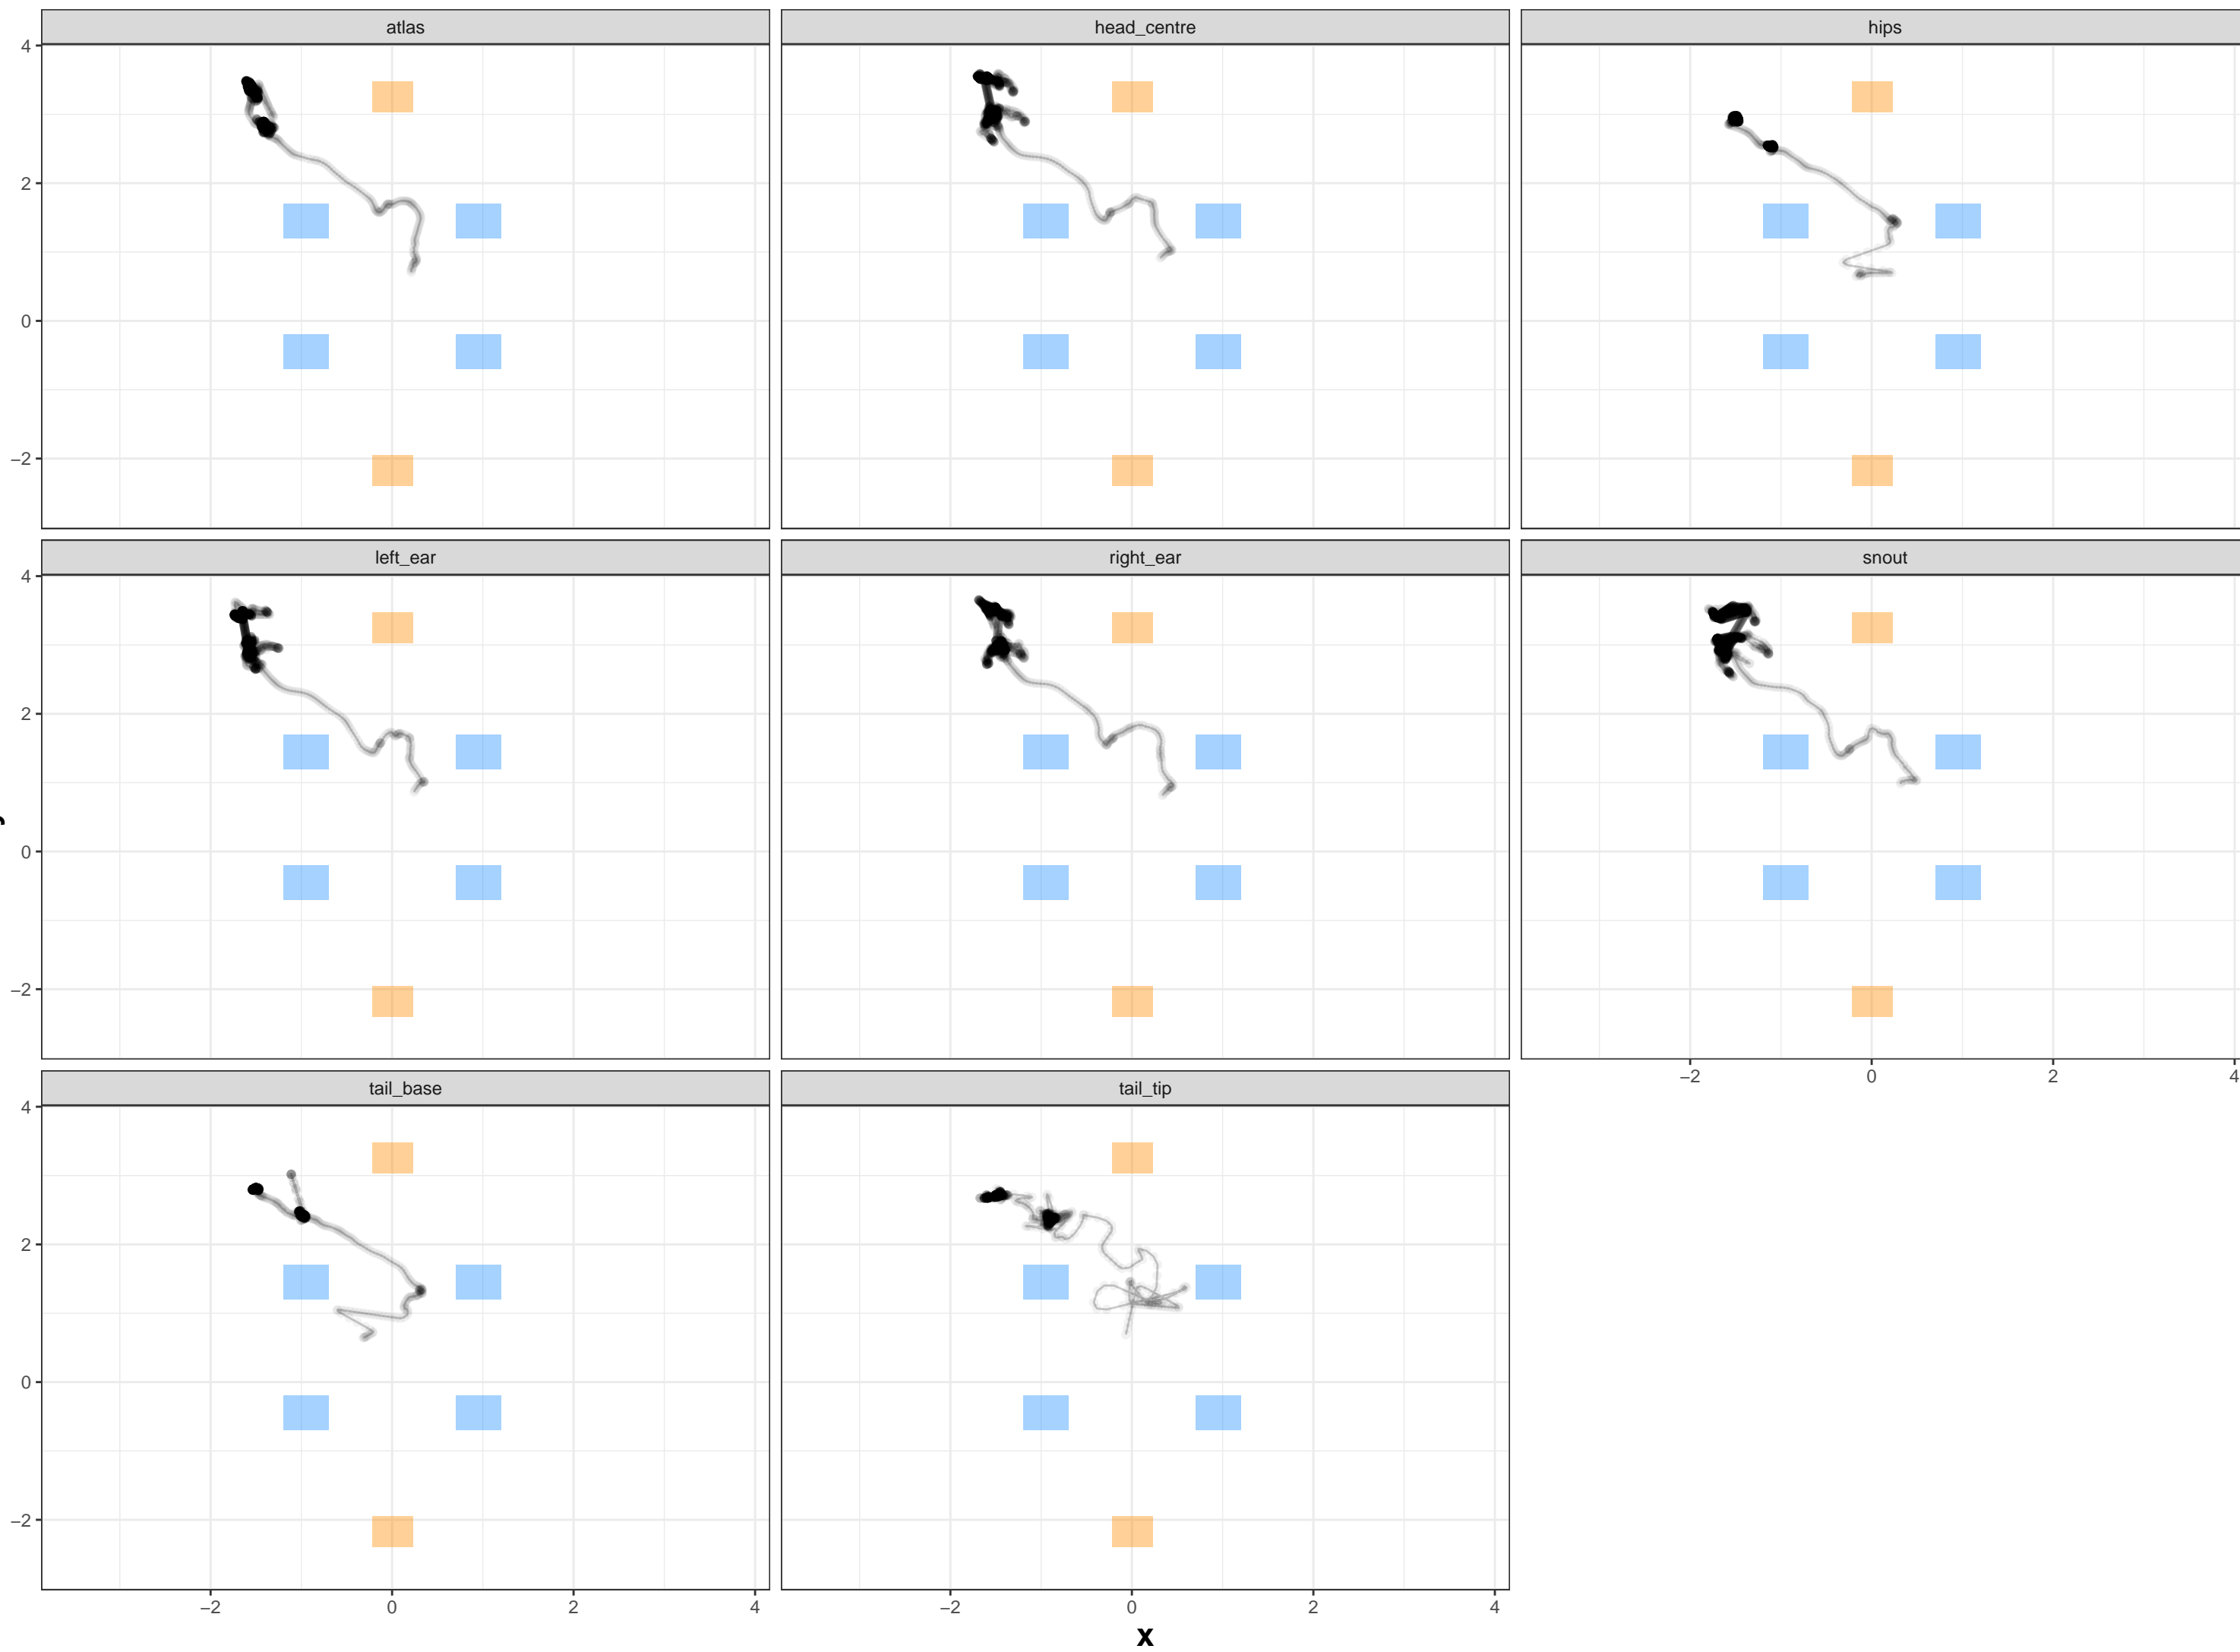 atlas head_centre hips
4
2
0
−2
left_ear right_ear snout
4
2
0
−2
−2 0 2 4
tail_base tail_tip
4
2
0
−2
−2 0 2 4 −2 0 2 4
x